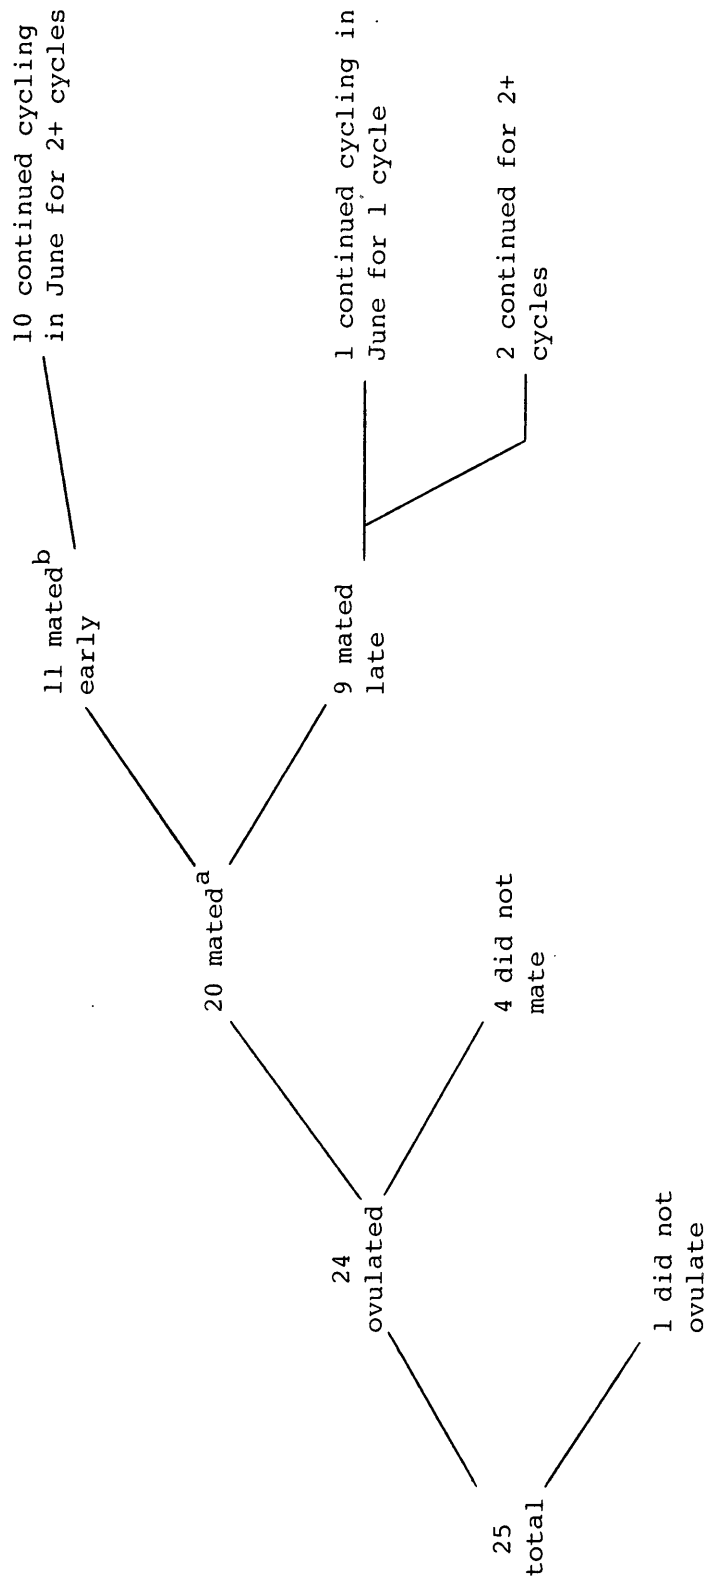 25
total
24
ovulated
1 did not
ovulate
20 mated^a
4 did not
mate
11 mated^b
early
9 mated
late
10 continued cycling
in June for 2+ cycles
1 continued cycling in
June for 1 cycle
2 continued for 2+
cycles